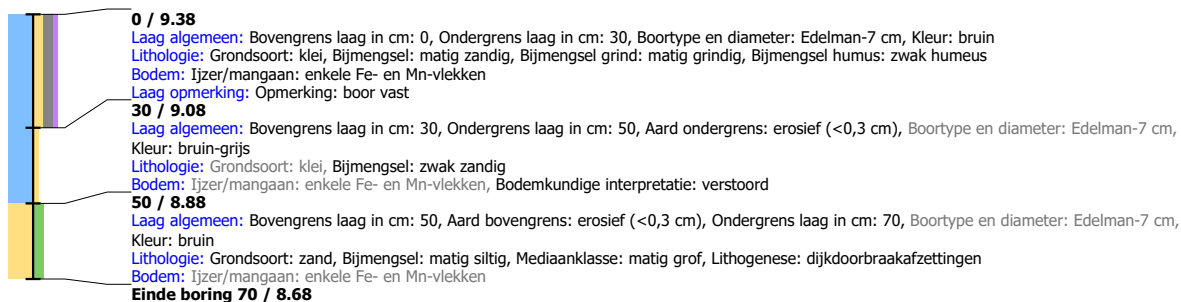 0 / 9.38
Laag algemeen: Bovengrens laag in cm: 0, Ondergrens laag in cm: 30, Boortype en diameter: Edelman-7 cm, Kleur: bruin
Lithologie: Grondsoort: klei, Bijmengsel: matig zandig, Bijmengsel grind: matig grindig, Bijmengsel humus: zwak humeus
Bodem: Ijzer/mangaan: enkele Fe- en Mn-vlekken
Laag opmerking: Opmerking: boor vast
30 / 9.08
Laag algemeen: Bovengrens laag in cm: 30, Ondergrens laag in cm: 50, Aard ondergrens: erosief (<0,3 cm), Boortype en diameter: Edelman-7 cm,
Kleur: bruin-grijs
Lithologie: Grondsoort: klei, Bijmengsel: zwak zandig
Bodem: Ijzer/mangaan: enkele Fe- en Mn-vlekken, Bodemkundige interpretatie: verstoord
50 / 8.88
Laag algemeen: Bovengrens laag in cm: 50, Aard bovengrens: erosief (<0,3 cm), Ondergrens laag in cm: 70, Boortype en diameter: Edelman-7 cm,
Kleur: bruin
Lithologie: Grondsoort: zand, Bijmengsel: matig siltig, Mediaanklasse: matig grof, Lithogenese: dijkdoorbraakafzettingen
Bodem: Ijzer/mangaan: enkele Fe- en Mn-vlekken
Einde boring 70 / 8.68